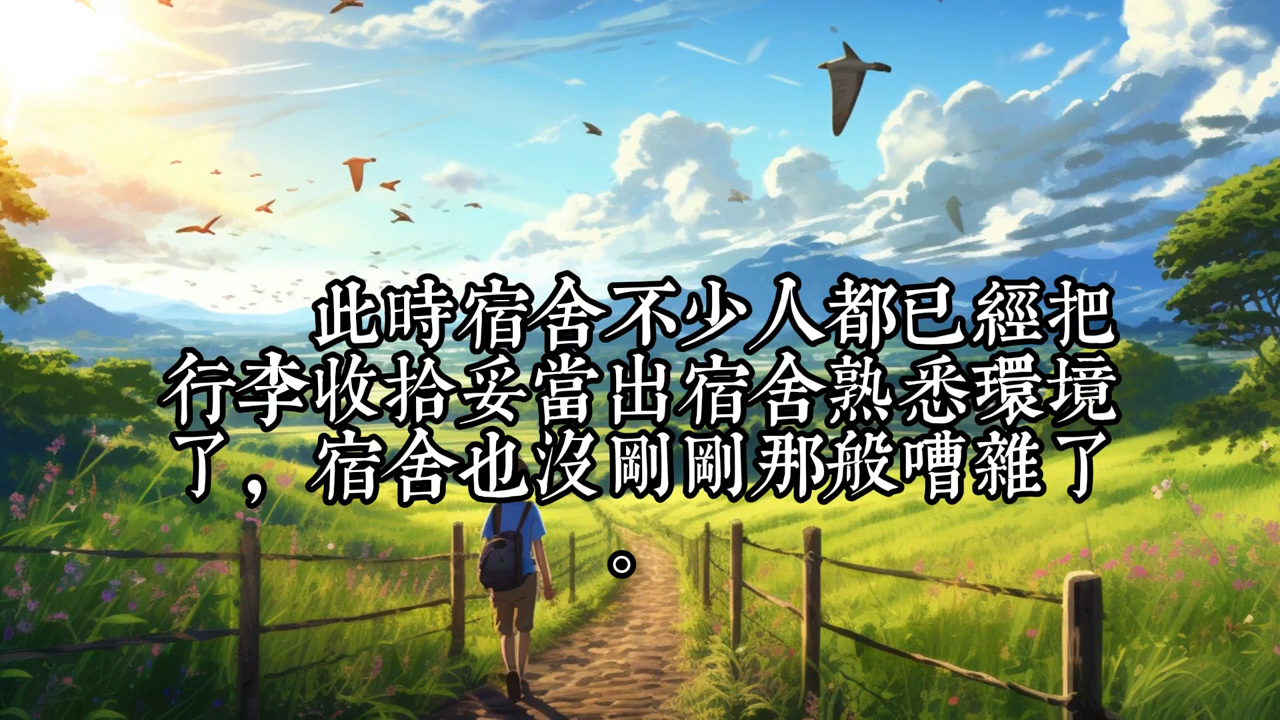 此時宿舍不少人都已經把
行李收拾妥當出宿舍熟悉環境
了，宿舍也沒剛剛那般嘈雜了
。